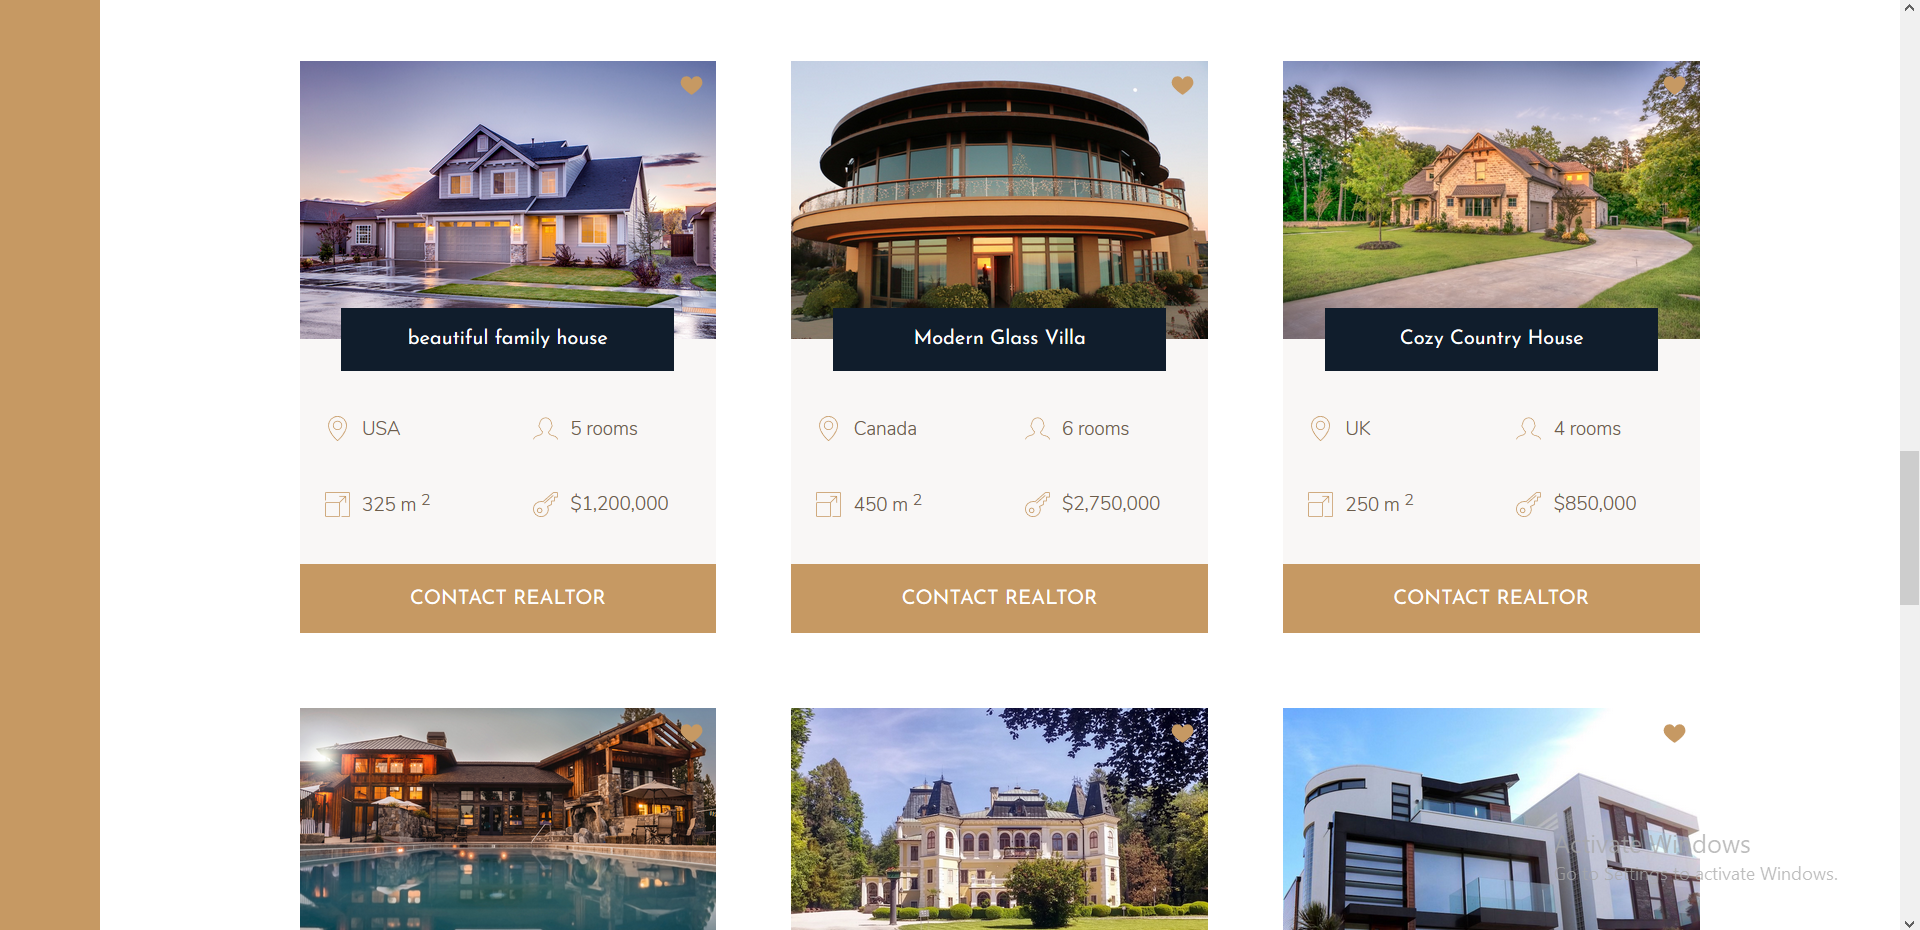 beautiful family house
USA
5 rooms
325 m 2
$1,200,000
CONTACT REALTOR
Modern Glass Villa
Canada
6 rooms
450 m 2
$2,750,000
CONTACT REALTOR
Cozy Country House
UK
4 rooms
250 m 2
$850,000
CONTACT REALTOR
Activate Windows
Go to Settings to activate Windows.